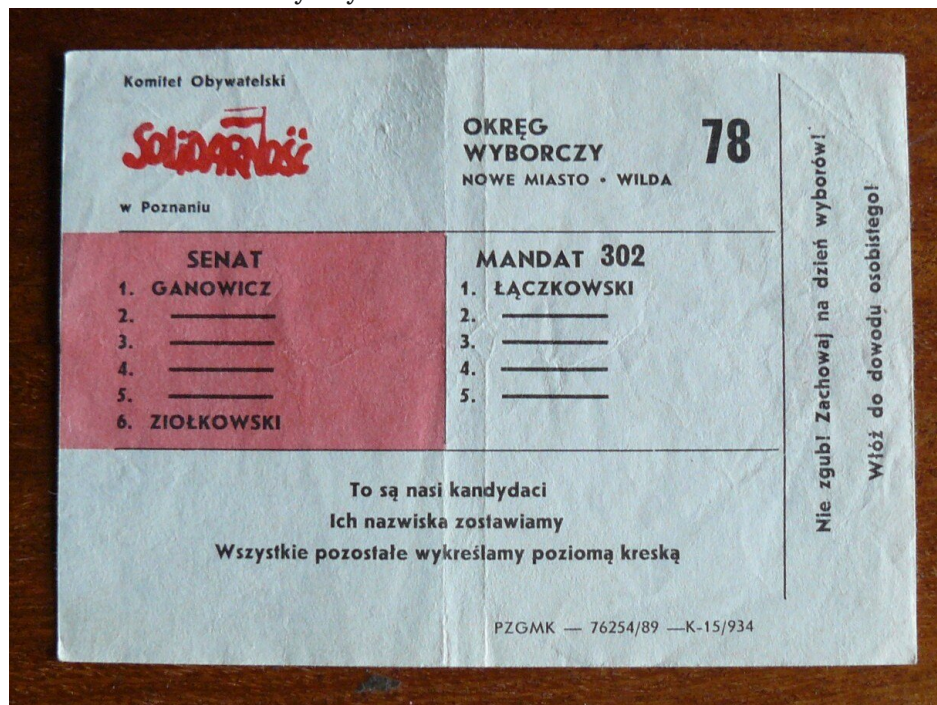 Komitet Obywatelski
SOLIDARNOŚĆ
w Poznaniu
OKRĘG
WYBORCZY
78
NOWE MIASTO • WILDA
SENAT
1. GANOWICZ
2.
3.
4.
5.
6. ZIOŁKOWSKI
MANDAT 302
1. ŁĄCZKOWSKI
2.
3.
4.
5.
To są nasi kandydaci
Ich nazwiska zostawiamy
Wszystkie pozostałe wykreślamy poziomą kreską
PZGMK — 76254/89 —K-15/934
Nie zgub! Zachowaj na dzień wyborów!
Włóż do dowodu osobistego!